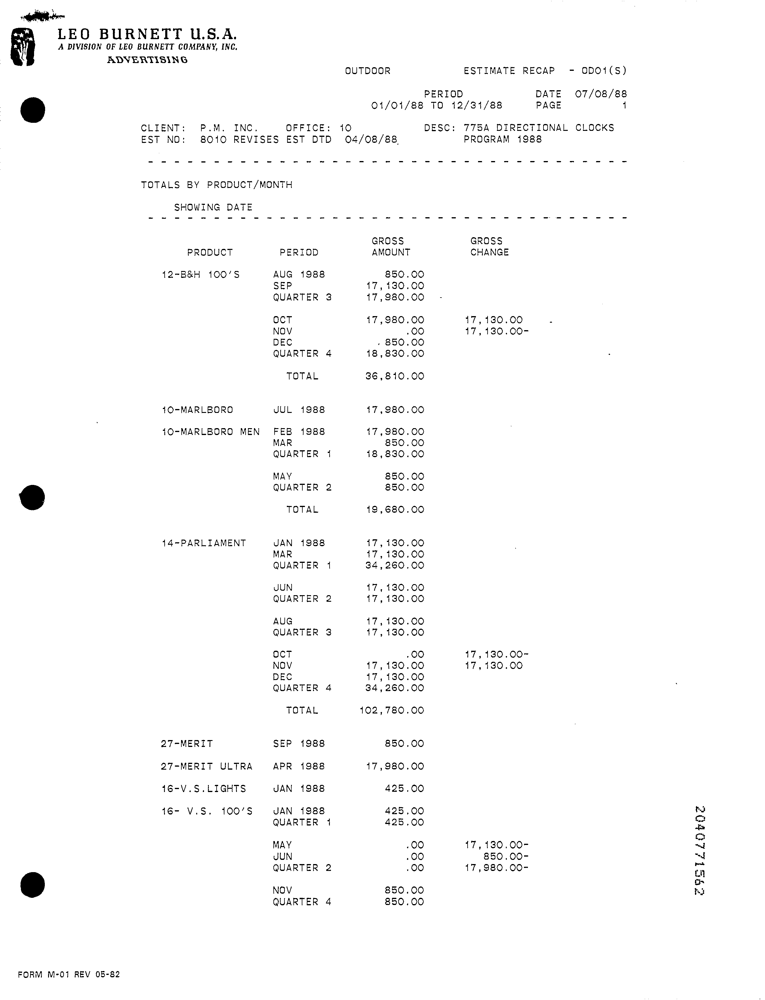 LEO BURNETT U.S.A.
A DIVISION OF LEO BURNETT COMPANY, INC.
ADVERTISING
OUTDOOR ESTIMATE RECAP - OD01(S)
PERIOD DATE 07/08/88
01/01/88 TO 12/31/88 PAGE 1
CLIENT: P.M. INC. OFFICE: 10 DESC: 775A DIRECTIONAL CLOCKS
EST NO: 8010 REVISES EST DTD 04/08/88 PROGRAM 1988
TOTALS BY PRODUCT/MONTH
SHOWING DATE
GROSS GROSS
PRODUCT PERIOD AMOUNT CHANGE
12-B&H 100'S AUG 1988 850.00
SEP 17,130.00
QUARTER 3 17,980.00
OCT 17,980.00 17,130.00
NOV .00 17,130.00-
DEC 850.00
QUARTER 4 18,830.00
TOTAL 36,810.00
10-MARLBORO JUL 1988 17,980.00
10-MARLBORO MEN FEB 1988 17,980.00
MAR 850.00
QUARTER 1 18,830.00
MAY 850.00
QUARTER 2 850.00
TOTAL 19,680.00
14-PARLIAMENT JAN 1988 17,130.00
MAR 17,130.00
QUARTER 1 34,260.00
JUN 17,130.00
QUARTER 2 17,130.00
AUG 17,130.00
QUARTER 3 17,130.00
OCT .00 17,130.00-
NOV 17,130.00 17,130.00
DEC 17,130.00
QUARTER 4 34,260.00
TOTAL 102,780.00
27-MERIT SEP 1988 850.00
27-MERIT ULTRA APR 1988 17,980.00
16-V.S.LIGHTS JAN 1988 425.00
16- V.S. 100'S JAN 1988 425.00
QUARTER 1 425.00
MAY .00 17,130.00-
JUN .00 850.00-
QUARTER 2 .00 17,980.00-
NOV 850.00
QUARTER 4 850.00
2040771562
FORM M-01 REV 05-82